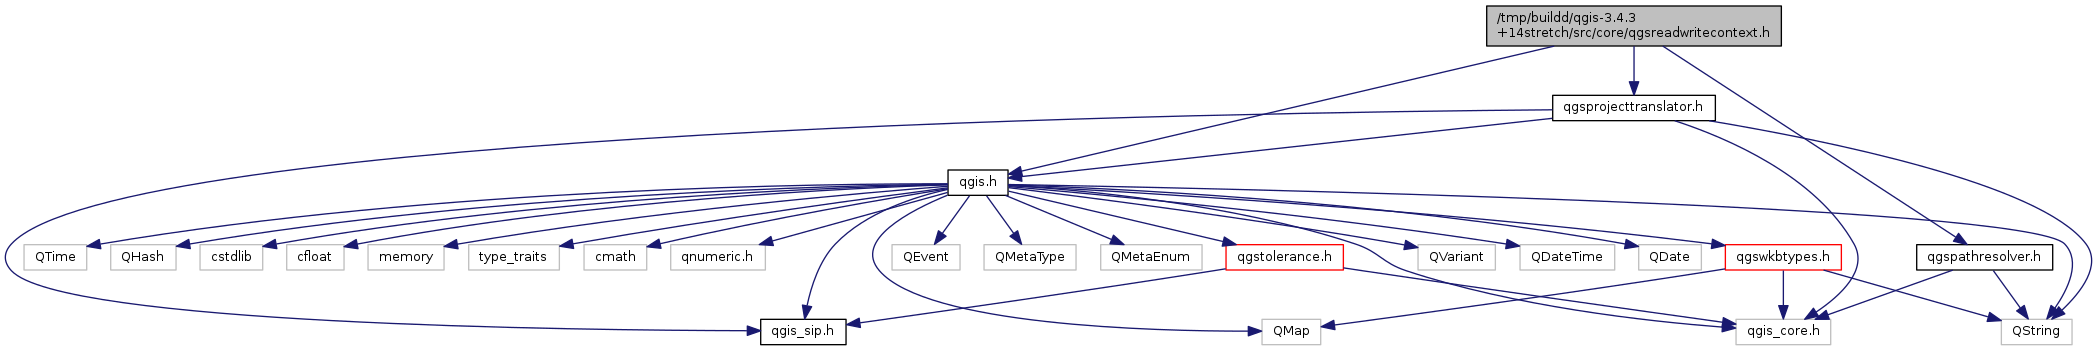 /tmp/buildd/qgis-3.4.3
+14stretch/src/core/qgsreadwritecontext.h
qgsprojecttranslator.h
qgis.h
QTime
QHash
cstdlib
cfloat
memory
type_traits
cmath
qnumeric.h
QEvent
QMetaType
QMetaEnum
qgstolerance.h
QVariant
QDateTime
QDate
qgswkbtypes.h
qgspathresolver.h
qgis_sip.h
QMap
qgis_core.h
QString